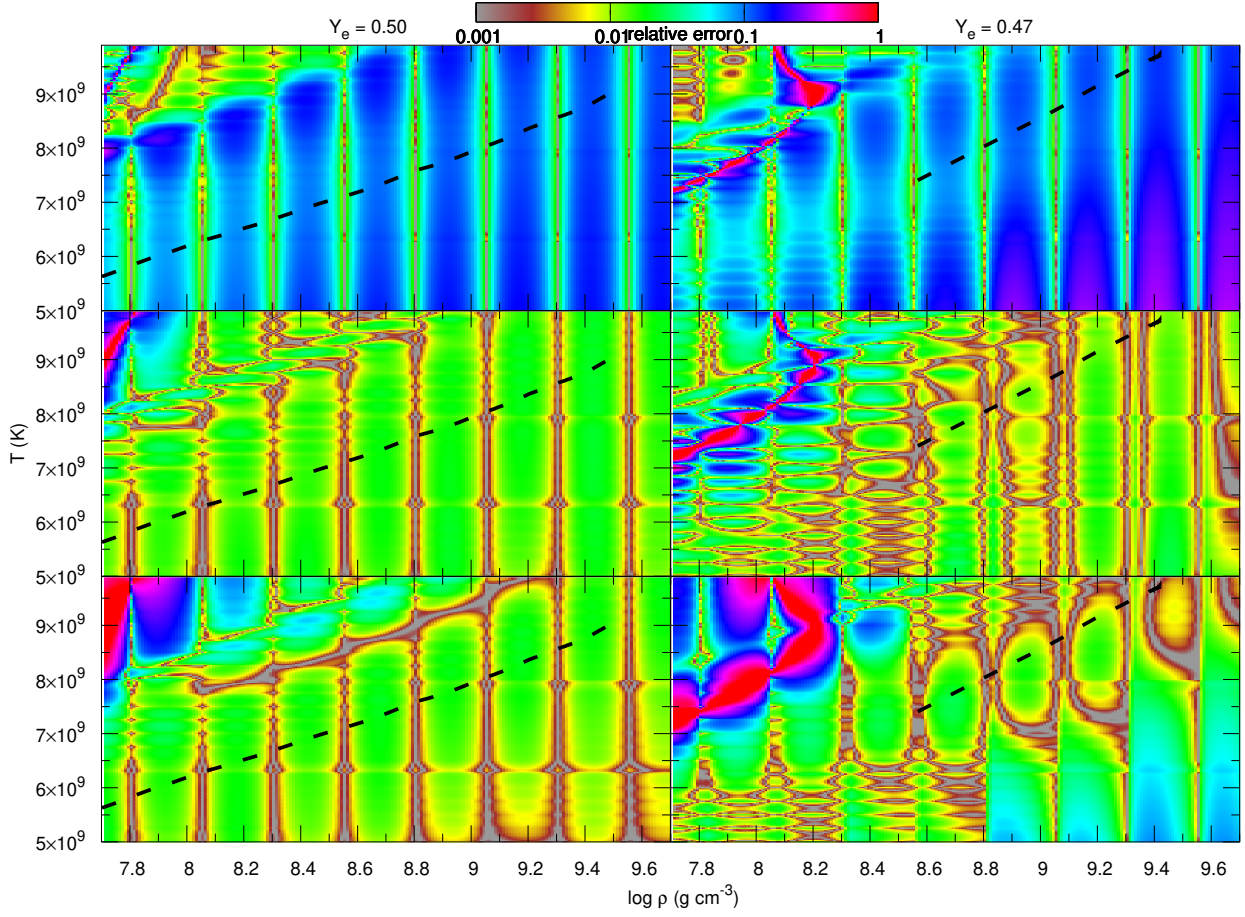 Y_e = 0.50
Y_e = 0.47
0.001 0.01 relative error 0.1 1
9×10^9
8×10^9
7×10^9
6×10^9
5×10^9
9×10^9
8×10^9
7×10^9
6×10^9
5×10^9
9×10^9
8×10^9
7×10^9
6×10^9
5×10^9
T (K)
7.8 8 8.2 8.4 8.6 8.8 9 9.2 9.4 9.6 7.8 8 8.2 8.4 8.6 8.8 9 9.2 9.4 9.6
log ρ (g cm^-3)